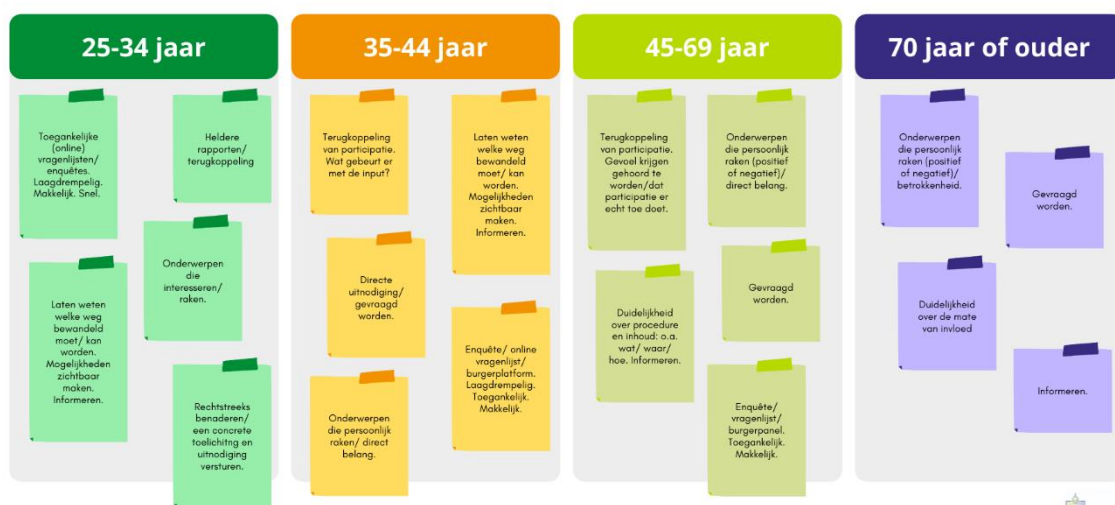 25-34 jaar
Toegankelijke
(online)
vragenlijsten/
enquêtes.
Laagdrempelig.
Makkelijk. Snel.
Heldere
rapporten/
terugkoppeling
Onderwerpen
die
interesseren/
raken.
Laten weten
welke weg
bewandeld
moet/ kan
worden.
Mogelijkheden
zichtbaar
maken.
Informeren.
Rechtstreeks
benaderen/
een concrete
toelichitng en
uitnodiging
versturen.
35-44 jaar
Terugkoppeling
van participatie.
Wat gebeurt er
met de input?
Laten weten
welke weg
bewandeld
moet/ kan
worden.
Mogelijkheden
zichtbaar
maken.
Informeren.
Directe
uitnodiging/
gevraagd
worden.
Enquête/ online
vragenlijst/
burgerplatform.
Laagdrempelig.
Toegankelijk.
Makkelijk.
Onderwerpen
die persoonlijk
raken/ direct
belang.
45-69 jaar
Terugkoppeling
van participatie.
Gevoel krijgen
gehoord te
worden/dat
participatie er
echt toe doet.
Onderwerpen
die persoonlijk
raken (positief
of negatief)/
direct belang.
Gevraagd
worden.
Duidelijkheid
over procedure
en inhoud: o.a.
wat/ waar/
hoe. Informeren.
Enquête/
vragenlijst/
burgerpanel.
Toegankelijk.
Makkelijk.
70 jaar of ouder
Onderwerpen
die persoonlijk
raken (positief
of negatief)/
betrokkenheid.
Gevraagd
worden.
Duidelijkheid
over de mate
van invloed
Informeren.